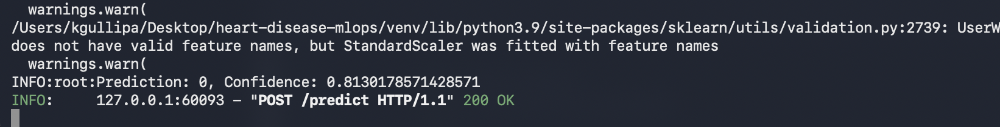 warnings.warn(
/Users/kgullipa/Desktop/heart-disease-mlops/venv/lib/python3.9/site-packages/sklearn/utils/validation.py:2739: UserW
does not have valid feature names, but StandardScaler was fitted with feature names
warnings.warn(
INFO:root:Prediction: 0, Confidence: 0.8130178571428571
INFO:     127.0.0.1:60093 – "POST /predict HTTP/1.1" 200 OK